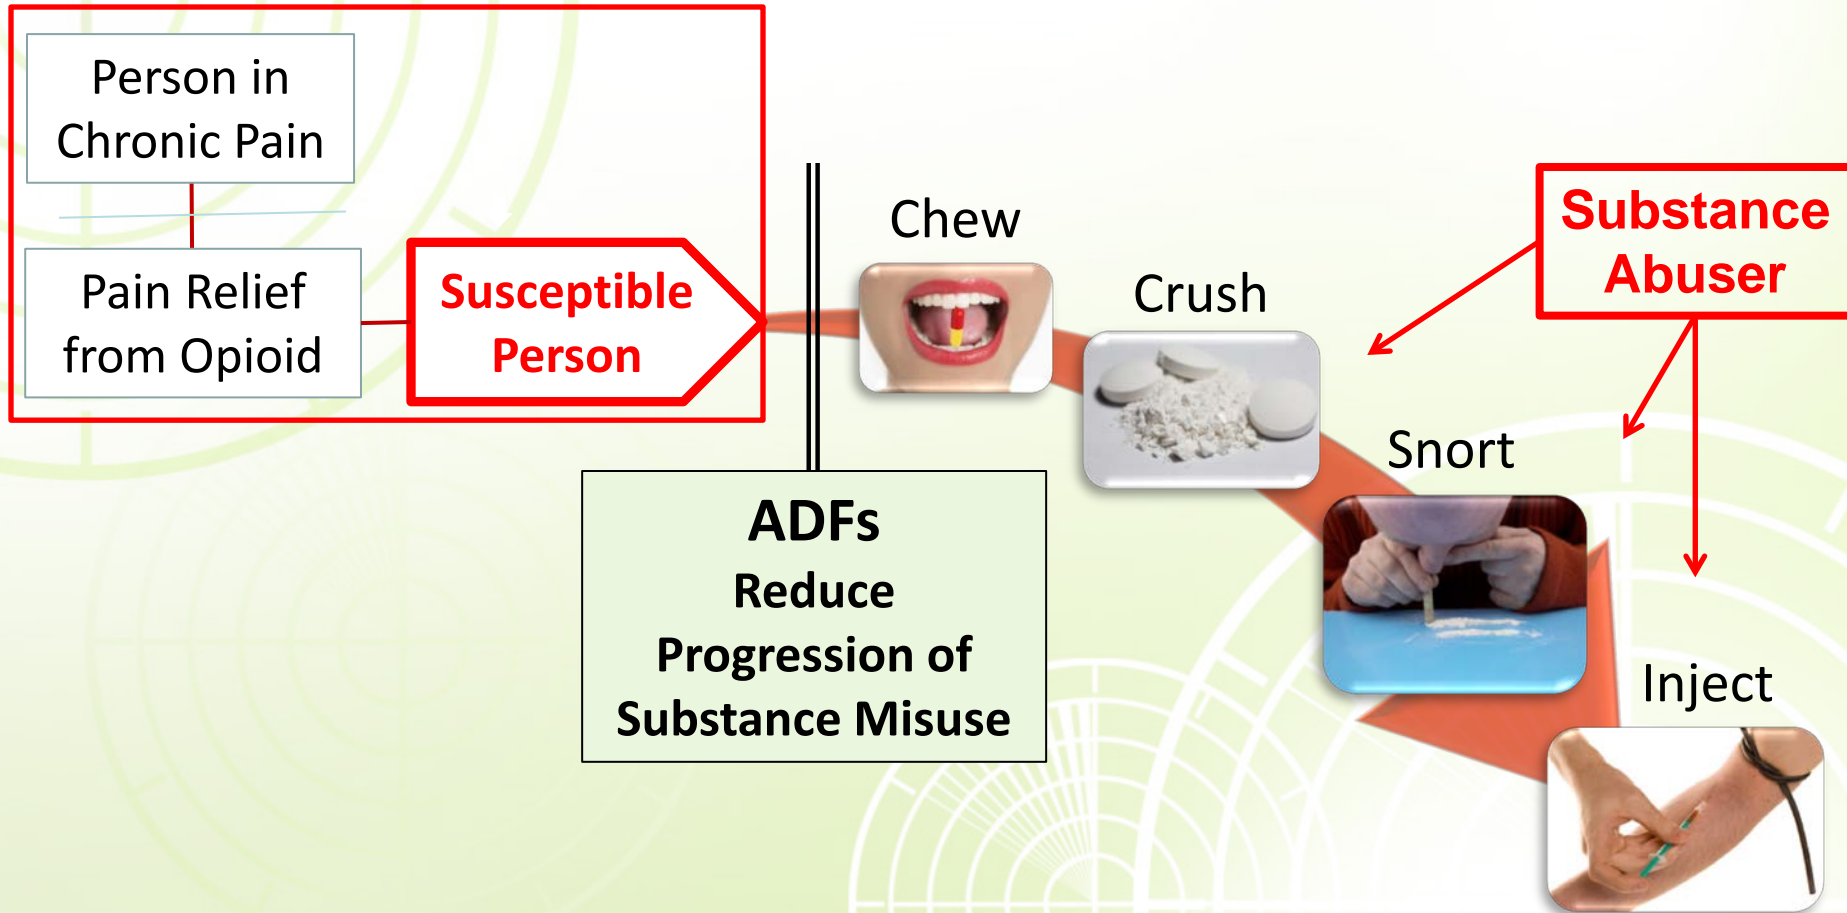 Person in
Chronic Pain
Pain Relief
from Opioid
Susceptible
Person
Chew
Crush
Snort
Inject
Substance
Abuser
ADFs
Reduce
Progression of
Substance Misuse